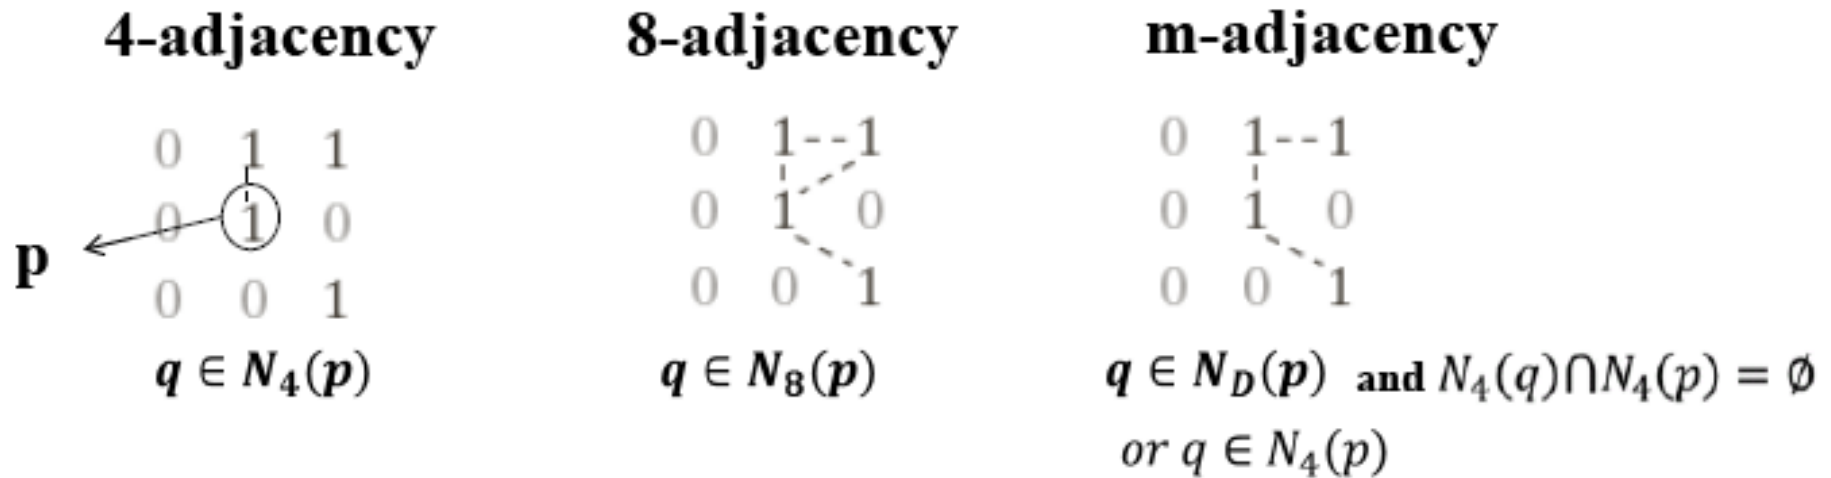 4-adjacency 8-adjacency m-adjacency
0 1 1 0 1--1 0 1--1
0 1 0 0 1 0 0 1 0
p
0 0 1 0 0 1 0 0 1
q ∈ N₄(p) q ∈ N₈(p) q ∈ N_D(p) and N₄(q)∩N₄(p) = ∅
or q ∈ N₄(p)